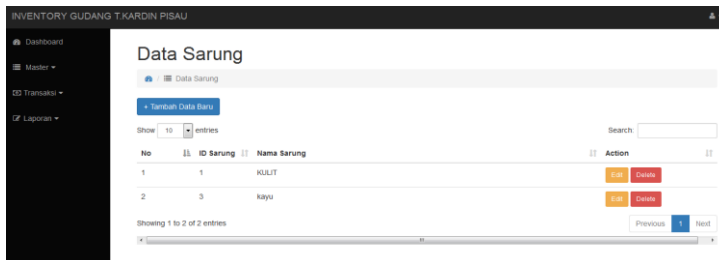 INVENTORY GUDANG T.KARDIN PISAU
Dashboard
Master
Transaksi
Laporan
Data Sarung
/ Data Sarung
+ Tambah Data Baru
Show 10 entries
Search:
No ID Sarung Nama Sarung Action
1 1 KULIT Edit Delete
2 3 kayu Edit Delete
Showing 1 to 2 of 2 entries
Previous 1 Next